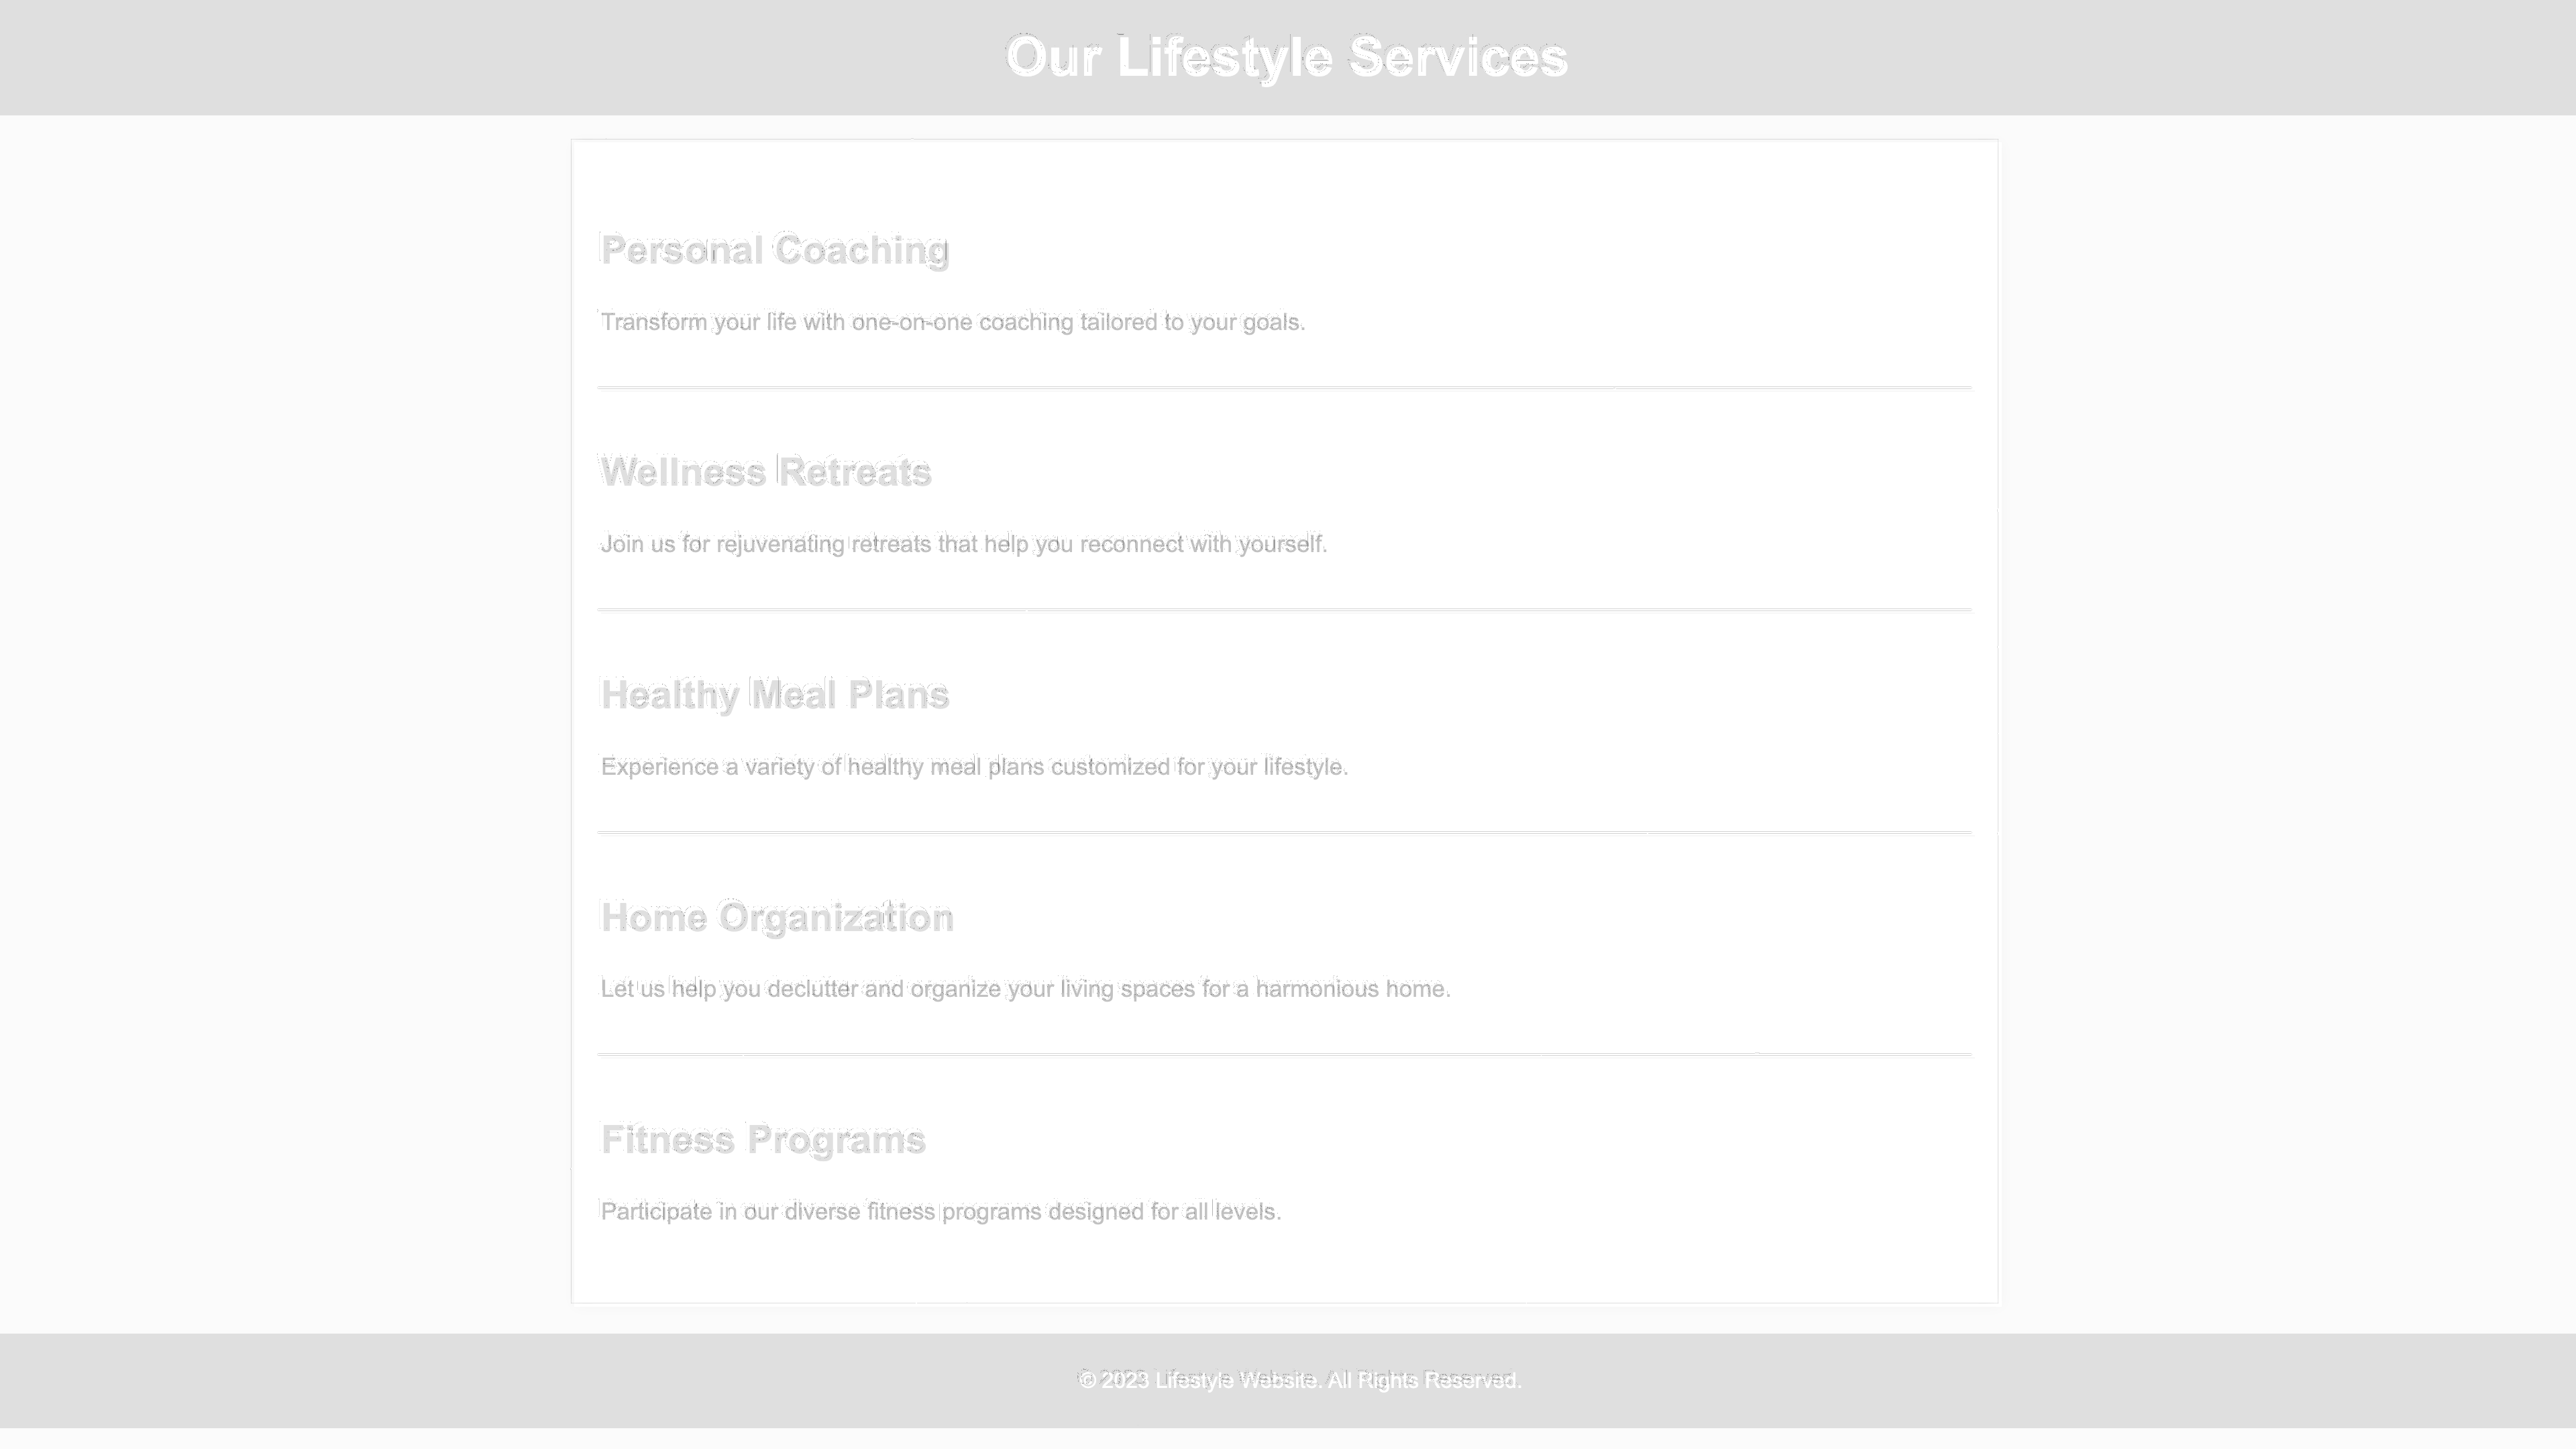 Our Lifestyle Services
Personal Coaching
Transform your life with one-on-one coaching tailored to your goals.
Wellness Retreats
Join us for rejuvenating retreats that help you reconnect with yourself.
Healthy Meal Plans
Experience a variety of healthy meal plans customized for your lifestyle.
Home Organization
Let us help you declutter and organize your living spaces for a harmonious home.
Fitness Programs
Participate in our diverse fitness programs designed for all levels.
© 2023 Lifestyle Website. All Rights Reserved.